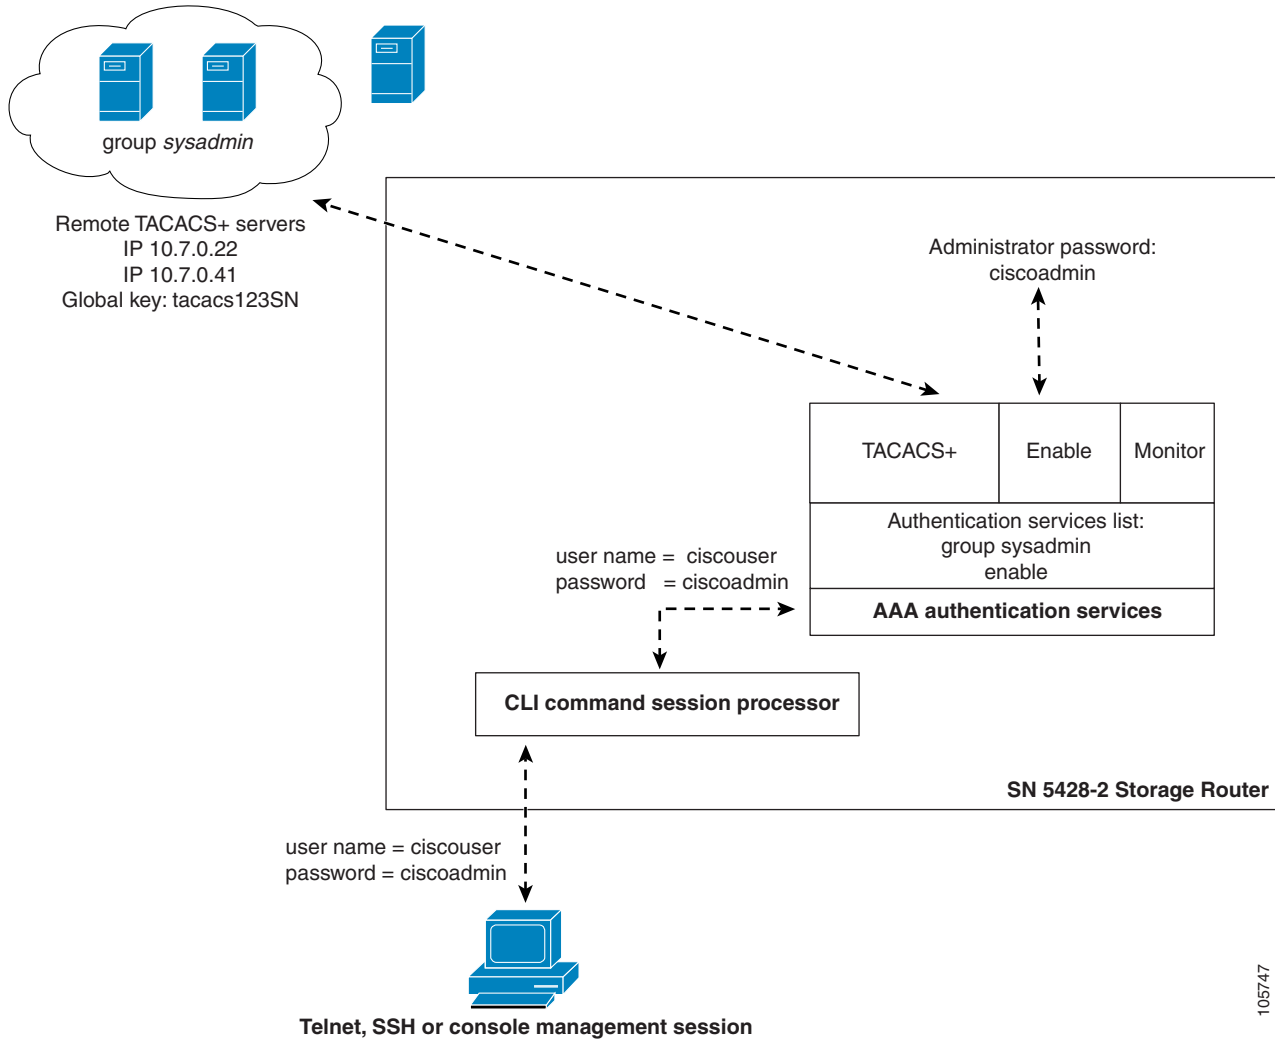 group sysadmin
Remote TACACS+ servers
IP 10.7.0.22
IP 10.7.0.41
Global key: tacacs123SN
Administrator password:
ciscoadmin
TACACS+
Enable
Monitor
Authentication services list:
group sysadmin
enable
AAA authentication services
user name = ciscouser
password = ciscoadmin
CLI command session processor
SN 5428-2 Storage Router
user name = ciscouser
password = ciscoadmin
Telnet, SSH or console management session
105747